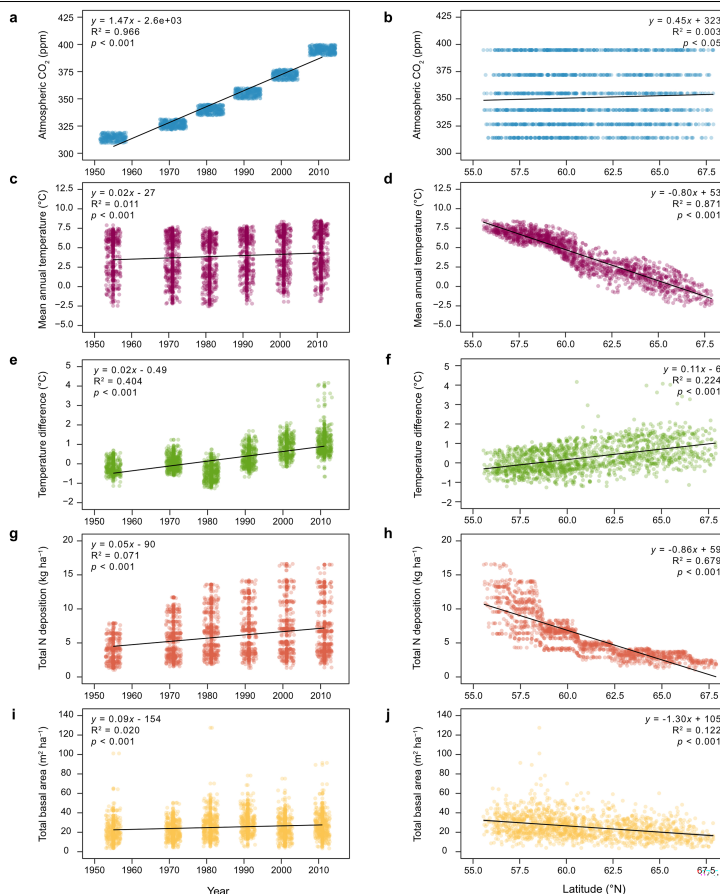 a
y = 1.47x - 2.6e+03
R² = 0.966
p < 0.001
Atmospheric CO₂ (ppm)
425
400
375
350
325
300
1950 1960 1970 1980 1990 2000 2010
b
y = 0.45x + 323
R² = 0.003
p < 0.05
Atmospheric CO₂ (ppm)
425
400
375
350
325
300
55.0 57.5 60.0 62.5 65.0 67.5
c
y = 0.02x - 27
R² = 0.011
p < 0.001
Mean annual temperature (°C)
12.5
10.0
7.5
5.0
2.5
0.0
−2.5
−5.0
1950 1960 1970 1980 1990 2000 2010
d
y = -0.80x + 53
R² = 0.871
p < 0.001
Mean annual temperature (°C)
12.5
10.0
7.5
5.0
2.5
0.0
−2.5
−5.0
55.0 57.5 60.0 62.5 65.0 67.5
e
y = 0.02x - 0.49
R² = 0.404
p < 0.001
Temperature difference (°C)
5
4
3
2
1
0
−1
−2
1950 1960 1970 1980 1990 2000 2010
f
y = 0.11x - 6
R² = 0.224
p < 0.001
Temperature difference (°C)
5
4
3
2
1
0
−1
−2
55.0 57.5 60.0 62.5 65.0 67.5
g
y = 0.05x - 90
R² = 0.071
p < 0.001
Total N deposition (kg ha⁻¹)
20
15
10
5
0
1950 1960 1970 1980 1990 2000 2010
h
y = -0.86x + 59
R² = 0.679
p < 0.001
Total N deposition (kg ha⁻¹)
20
15
10
5
0
55.0 57.5 60.0 62.5 65.0 67.5
i
y = 0.09x - 154
R² = 0.020
p < 0.001
Total basal area (m² ha⁻¹)
140
120
100
80
60
40
20
0
1950 1960 1970 1980 1990 2000 2010
Year
j
y = -1.30x + 105
R² = 0.122
p < 0.001
Total basal area (m² ha⁻¹)
140
120
100
80
60
40
20
0
55.0 57.5 60.0 62.5 65.0 67.5
Latitude (°N)